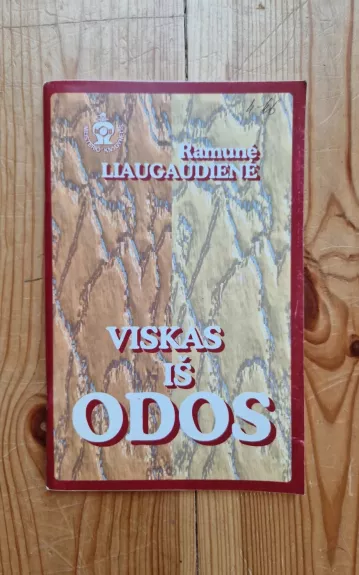 Ramunė
LIAUGAUDIENĖ
VISKAS
IŠ
ODOS